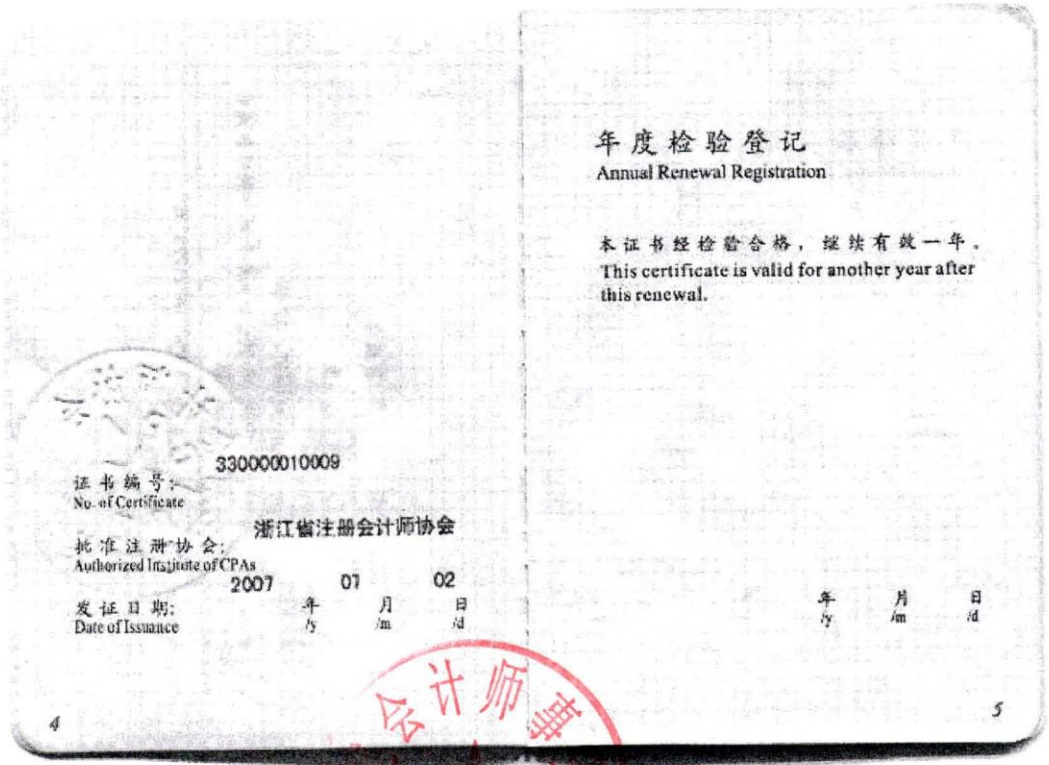 330000010009
证书编号:
No. of Certificate
浙江省注册会计师协会
批准注册协会:
Authorized Institute of CPAs
2007 01 02
发证日期: 年 月 日
Date of Issuance /y /m /d
4
年度检验登记
Annual Renewal Registration
本证书经检验合格，继续有效一年。
This certificate is valid for another year after
this renewal.
年 月 日
/y /m /d
5
会计师事